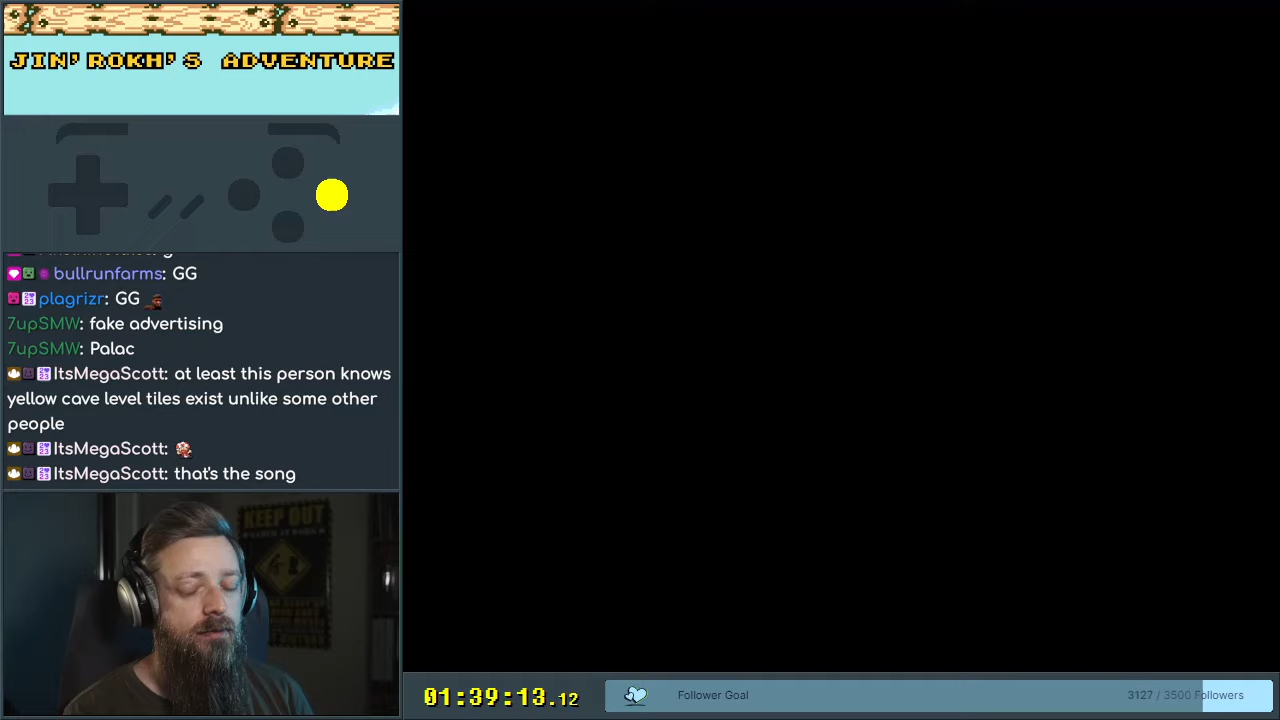 JIN'ROKH'S ADVENTURE
bullrunfarms: GG
plagrizr: GG
7upSMW: fake advertising
7upSMW: Palac
ItsMegaScott: at least this person knows
yellow cave level tiles exist unlike some other
people
ItsMegaScott:
ItsMegaScott: that's the song
KEEP OUT
01:39:13.12
Follower Goal
3127 / 3500 Followers